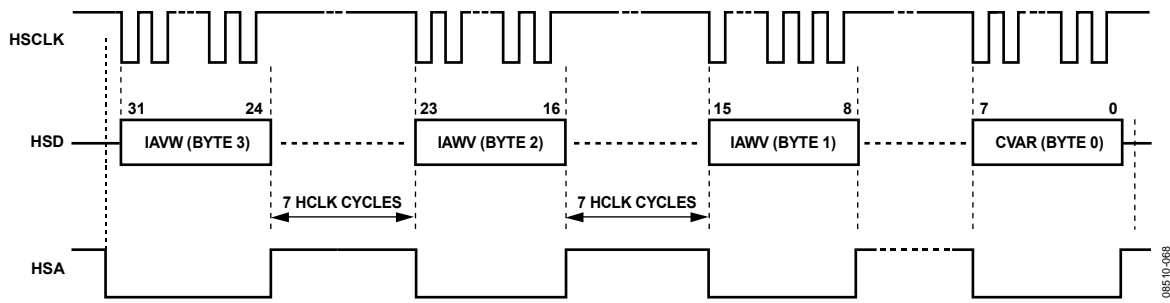 HSCLK
31 24 23 16 15 8 7 0
HSD
IAVW (BYTE 3) IAWV (BYTE 2) IAWV (BYTE 1) CVAR (BYTE 0)
7 HCLK CYCLES 7 HCLK CYCLES
HSA
08510-068